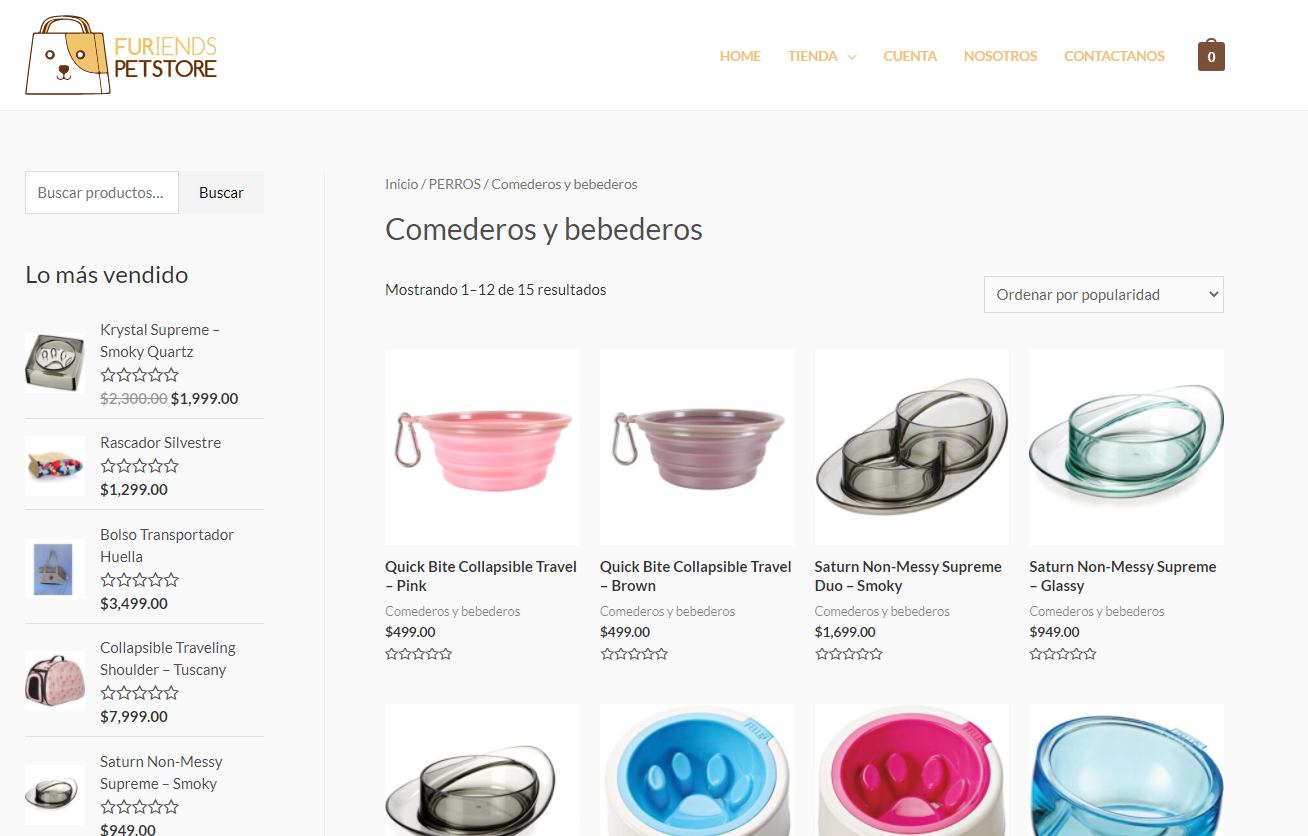 FURIENDS
PETSTORE
HOME
TIENDA
CUENTA
NOSOTROS
CONTACTANOS
0
Buscar productos...
Buscar
Lo más vendido
Krystal Supreme –
Smoky Quartz
$2,300.00 $1,999.00
Rascador Silvestre
$1,299.00
Bolso Transportador
Huella
$3,499.00
Collapsible Traveling
Shoulder – Tuscany
$7,999.00
Saturn Non-Messy
Supreme – Smoky
$949.00
Inicio / PERROS / Comederos y bebederos
Comederos y bebederos
Mostrando 1–12 de 15 resultados
Ordenar por popularidad
Quick Bite Collapsible Travel
– Pink
Comederos y bebederos
$499.00
Quick Bite Collapsible Travel
– Brown
Comederos y bebederos
$499.00
Saturn Non-Messy Supreme
Duo – Smoky
Comederos y bebederos
$1,699.00
Saturn Non-Messy Supreme
– Glassy
Comederos y bebederos
$949.00